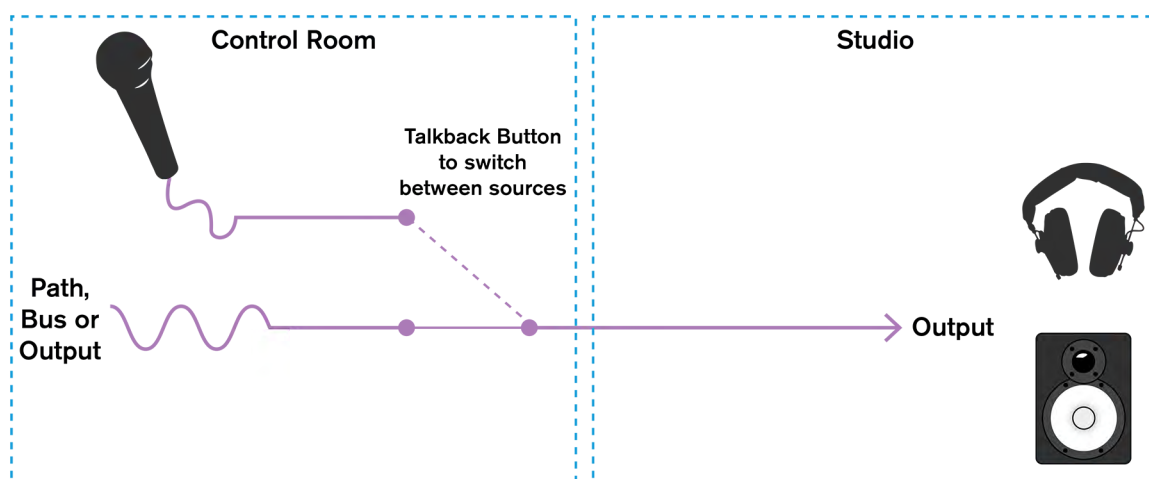 Control Room
Studio
Talkback Button
to switch
between sources
Path,
Bus or
Output
Output